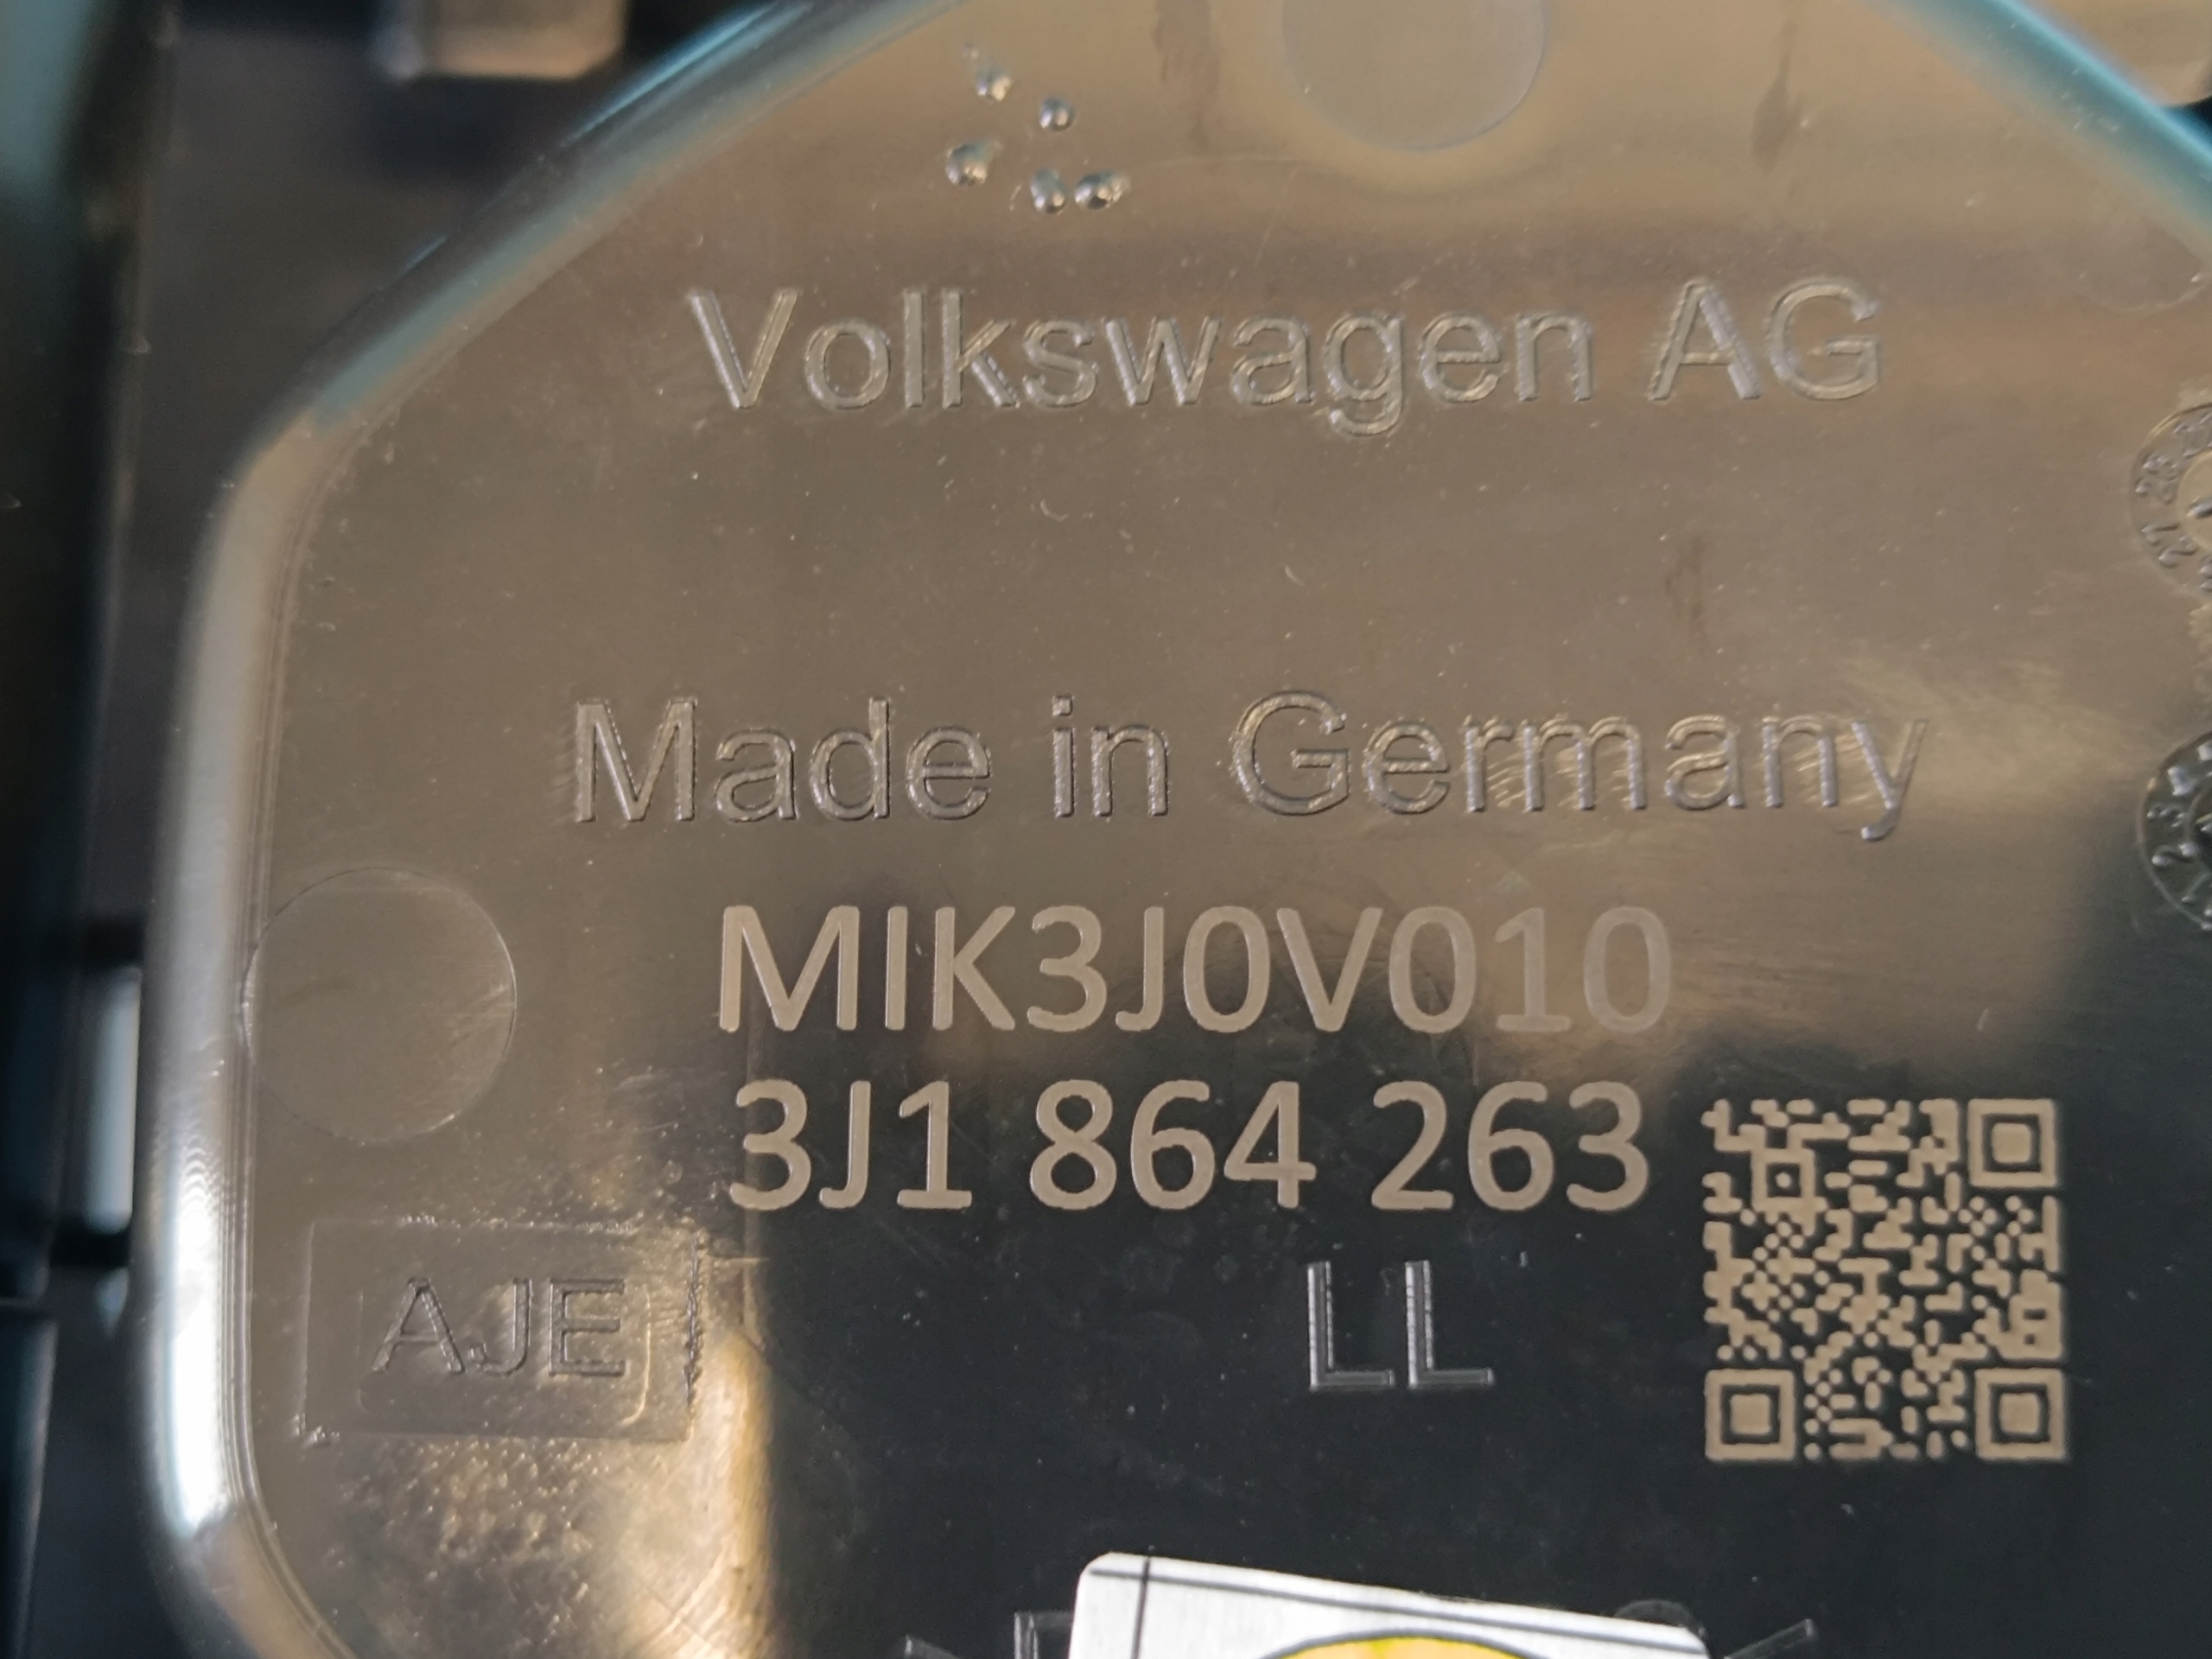 Volkswagen AG
Made in Germany
MIK3J0V010
3J1 864 263
AJE
LL